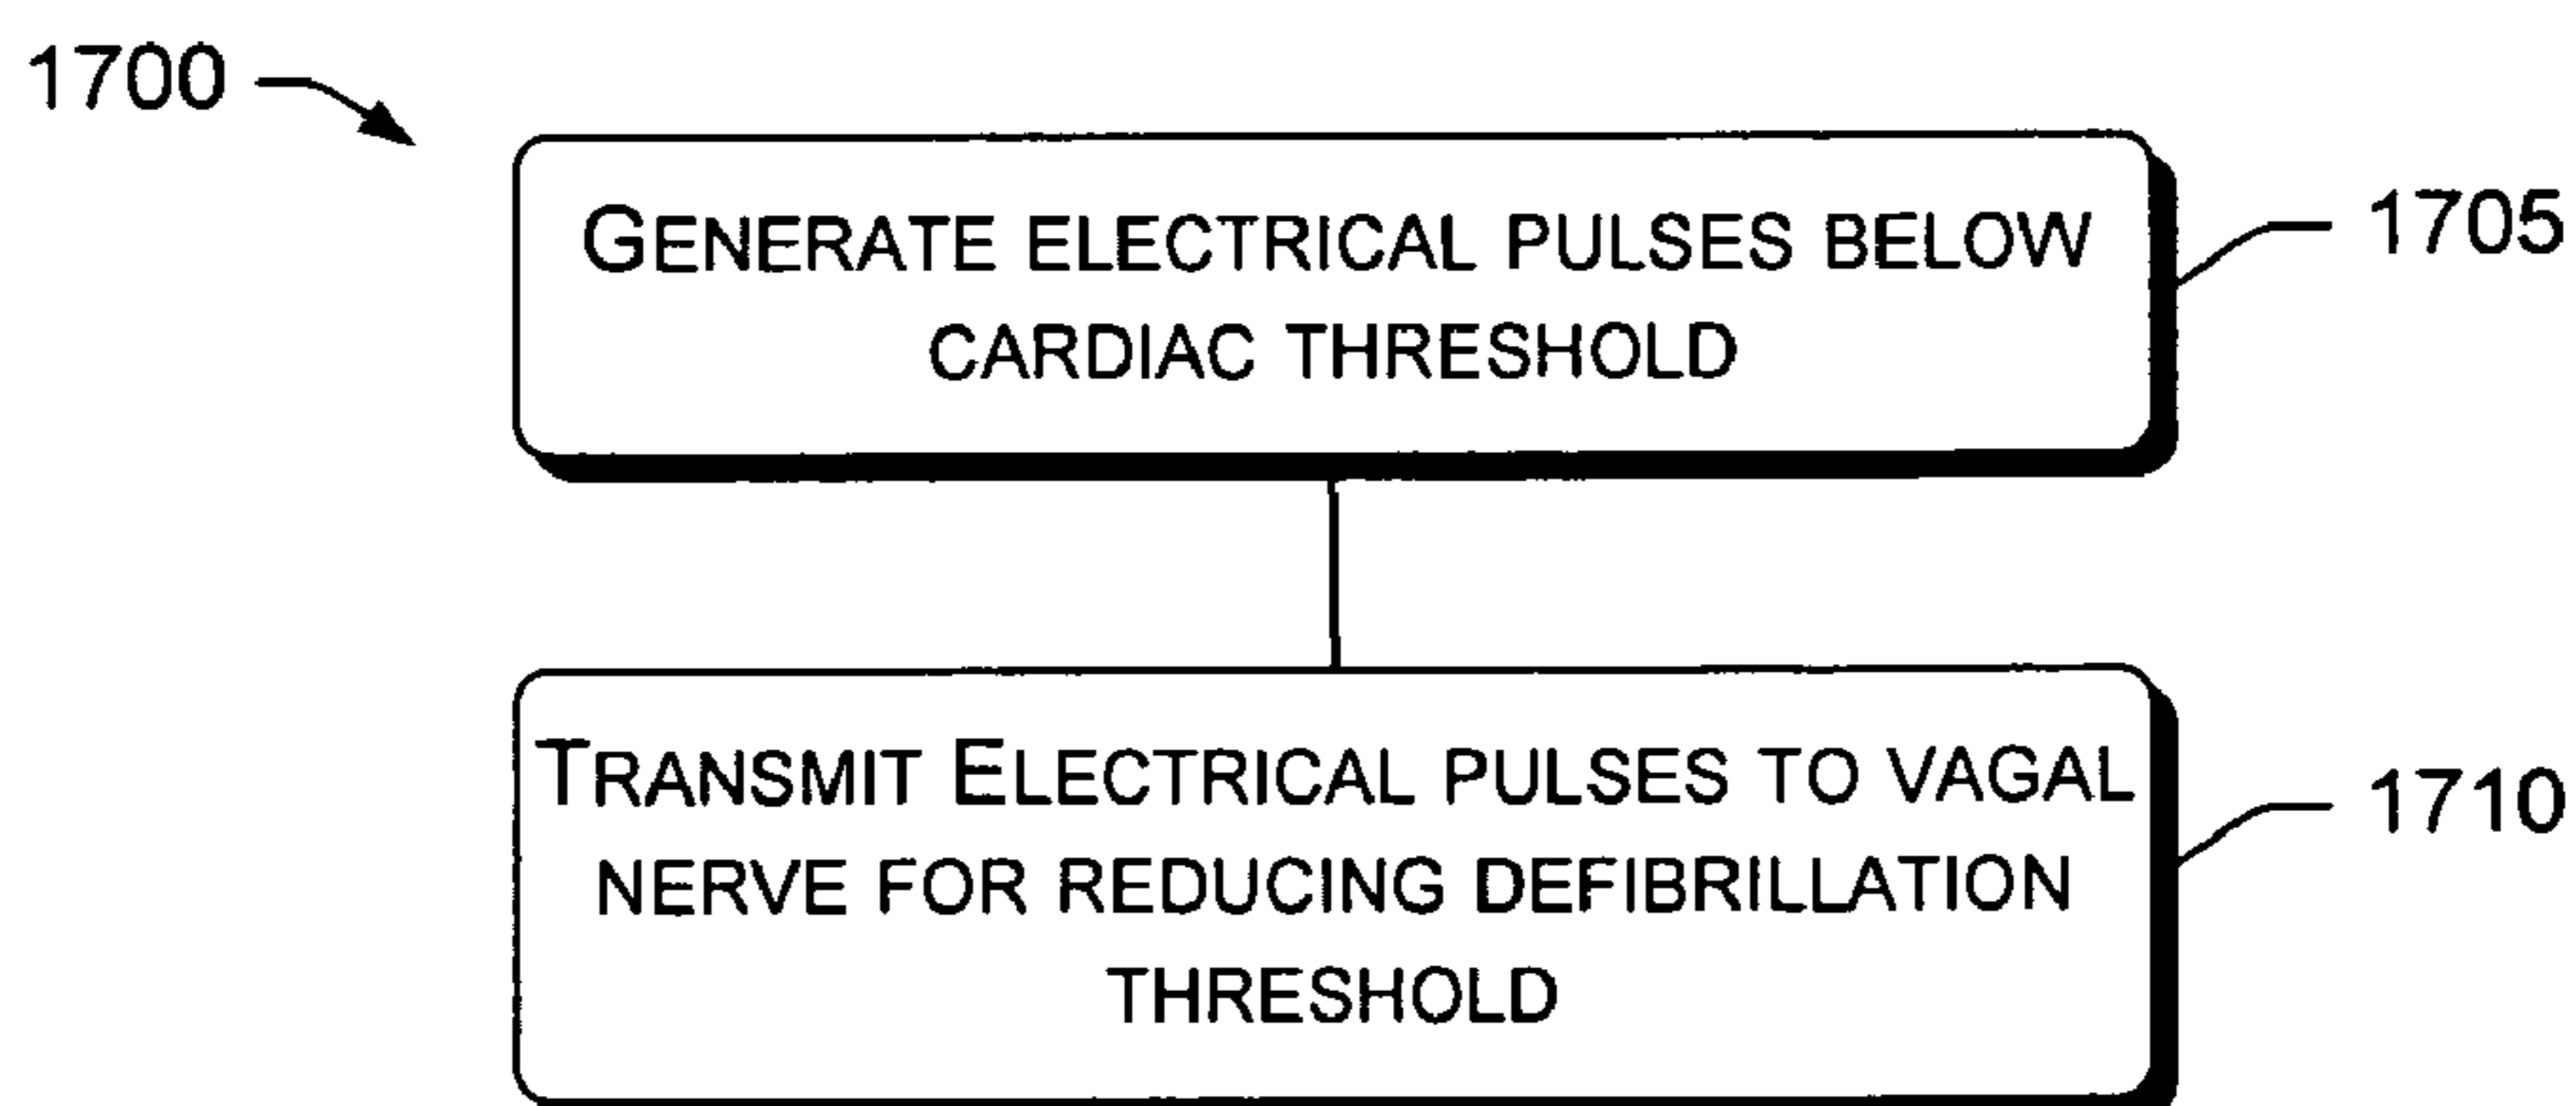 1700
GENERATE ELECTRICAL PULSES BELOW
CARDIAC THRESHOLD
1705
TRANSMIT ELECTRICAL PULSES TO VAGAL
NERVE FOR REDUCING DEFIBRILLATION
THRESHOLD
1710